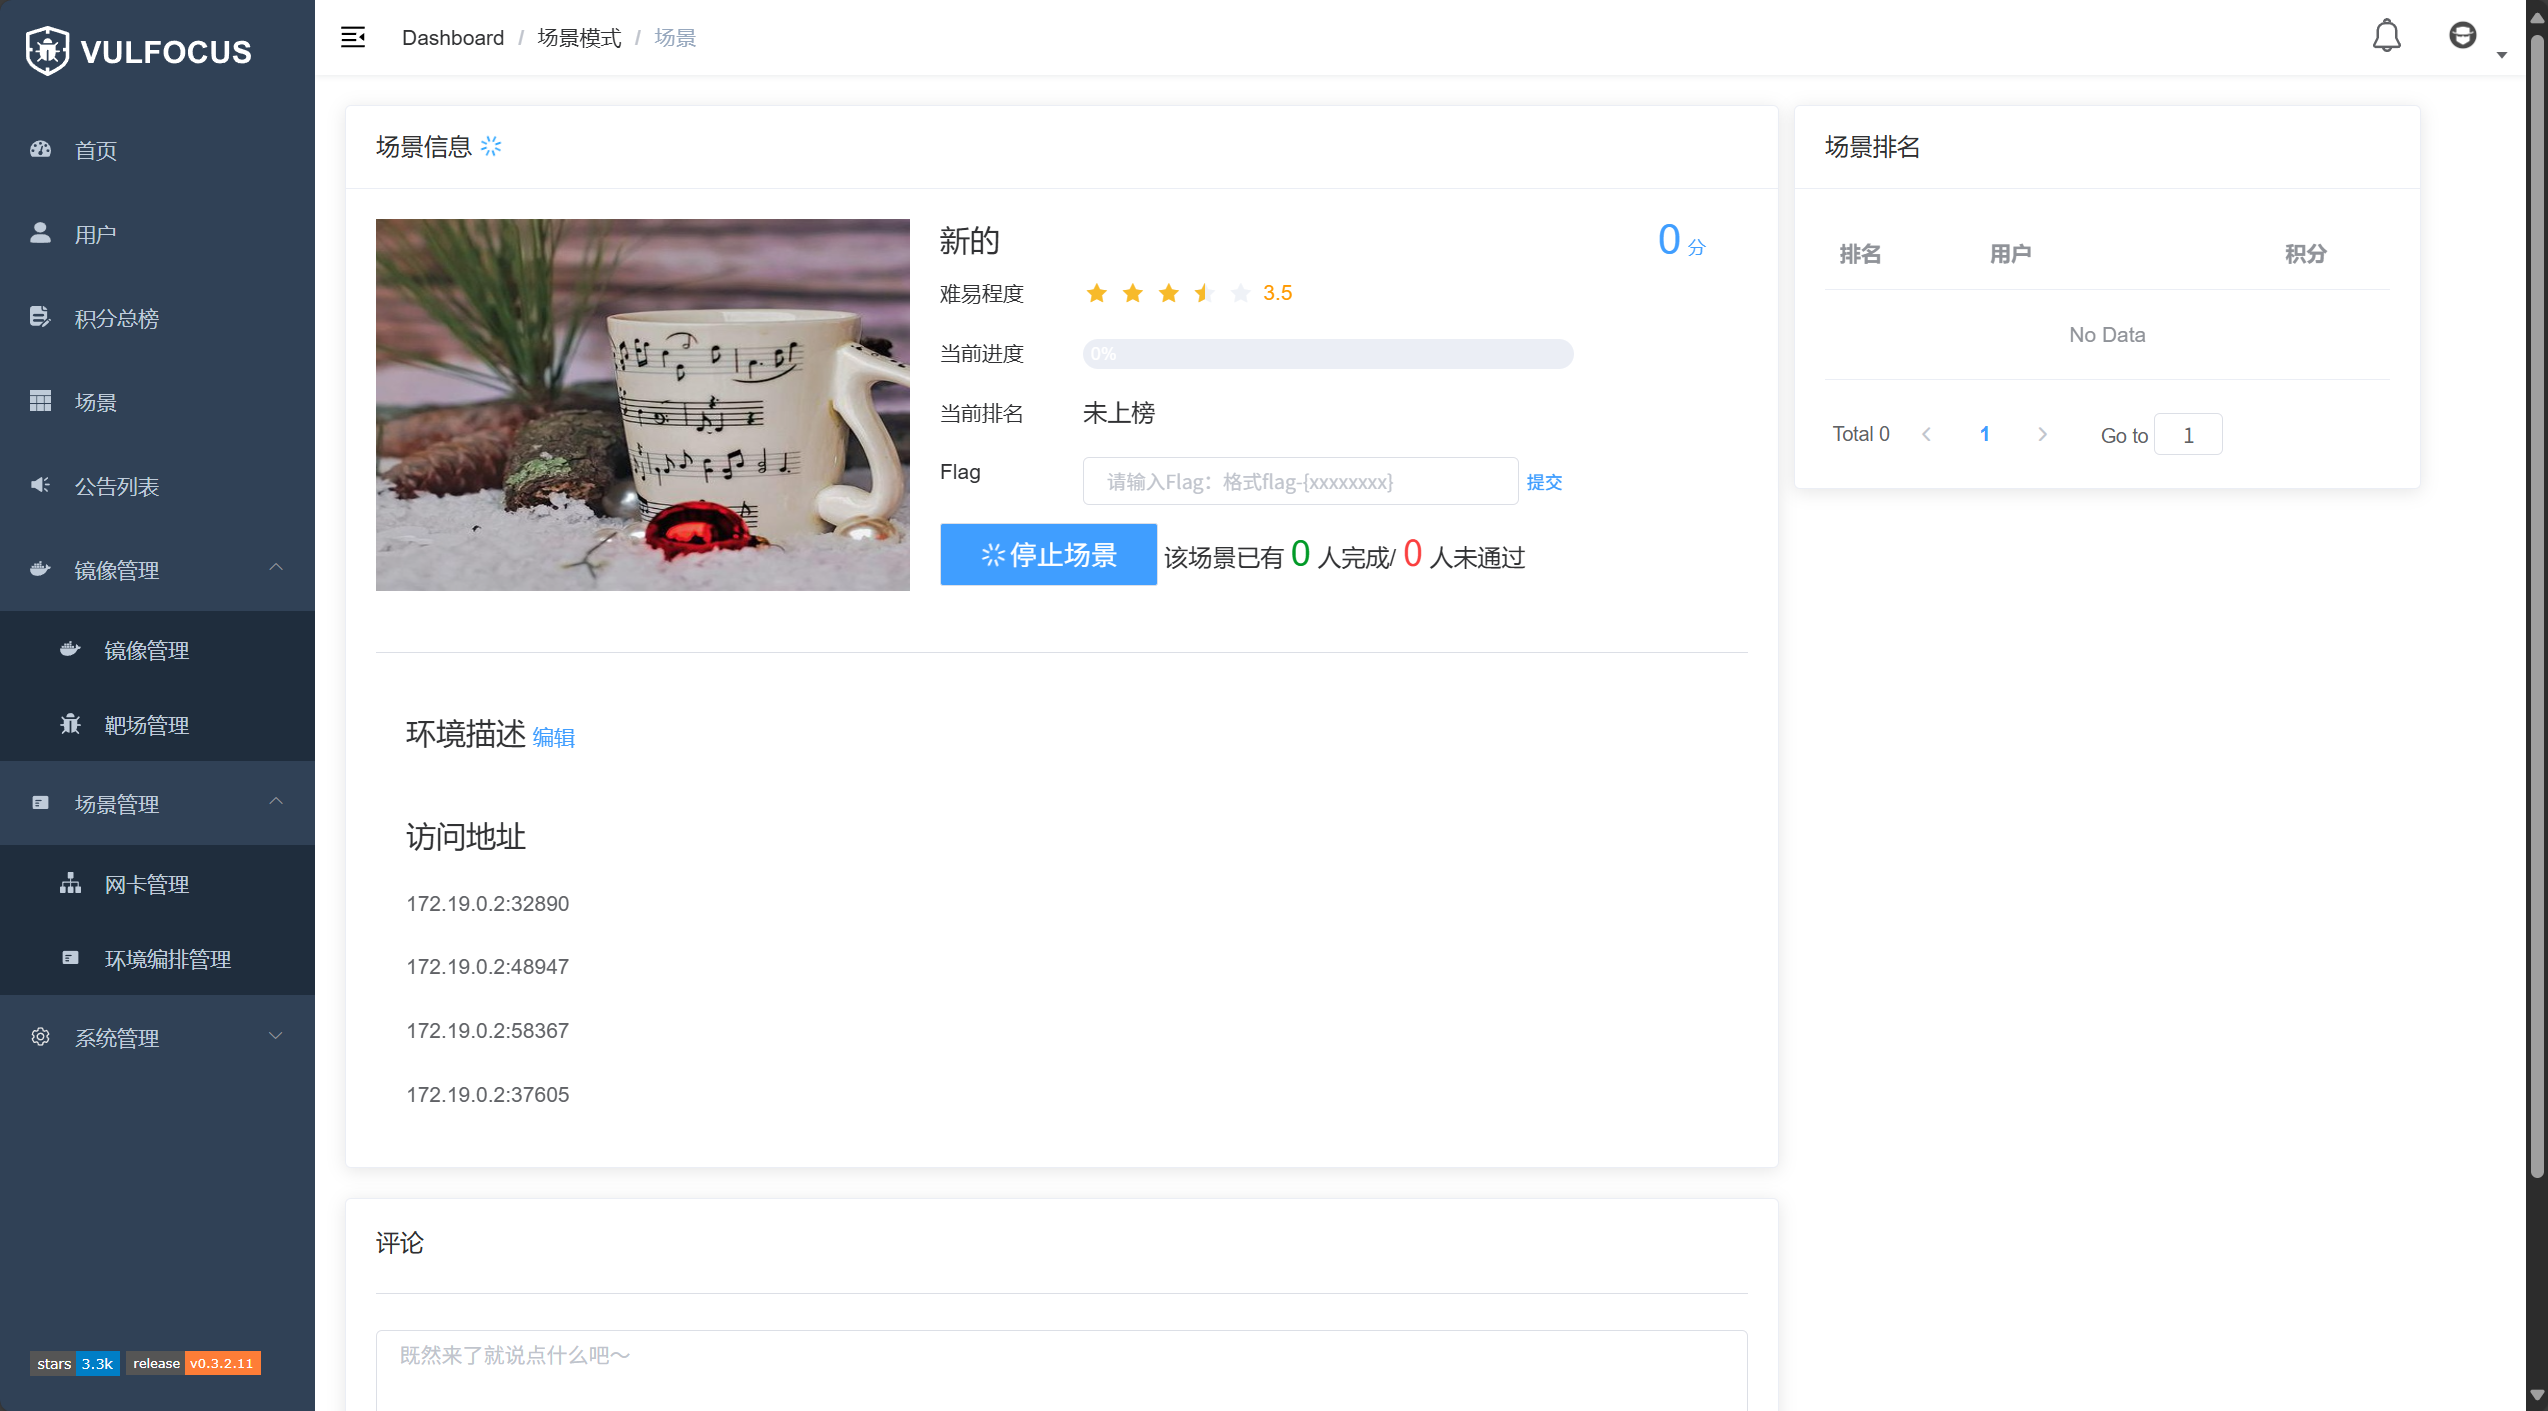 VULFOCUS
首页
用户
积分总榜
场景
公告列表
镜像管理
镜像管理
靶场管理
场景管理
网卡管理
环境编排管理
系统管理
stars 3.3k release v0.3.2.11
Dashboard / 场景模式 / 场景
场景信息
新的
0 分
难易程度 3.5
当前进度 0%
当前排名 未上榜
Flag 请输入Flag：格式flag-{xxxxxxxx} 提交
停止场景 该场景已有 0 人完成/ 0 人未通过
环境描述 编辑
访问地址
172.19.0.2:32890
172.19.0.2:48947
172.19.0.2:58367
172.19.0.2:37605
评论
既然来了就说点什么吧～
场景排名
排名 用户 积分
No Data
Total 0 1 Go to 1